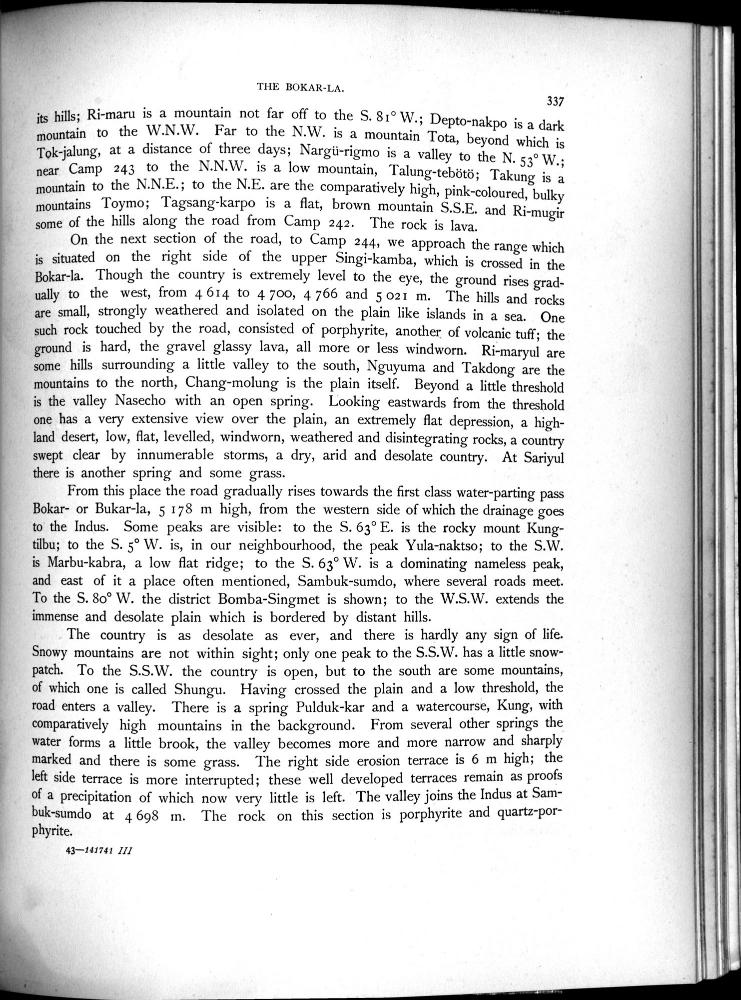 THE BOKAR-LA.
337
its hills; Ri-maru is a mountain not far off to the S. 81° W.; Depto-nakpo is a dark
mountain to the W.N.W. Far to the N.W. is a mountain Tota, beyond which is
Tok-jalung, at a distance of three days; Nargü-rigmo is a valley to the N. 53° W.;
near Camp 243 to the N.N.W. is a low mountain, Talung-tebötö; Takung is a
mountain to the N.N.E.; to the N.E. are the comparatively high, pink-coloured, bulky
mountains Toymo; Tagsang-karpo is a flat, brown mountain S.S.E. and Ri-mugir
some of the hills along the road from Camp 242. The rock is lava.
On the next section of the road, to Camp 244, we approach the range which
is situated on the right side of the upper Singi-kamba, which is crossed in the
Bokar-la. Though the country is extremely level to the eye, the ground rises grad-
ually to the west, from 4 614 to 4 700, 4 766 and 5 021 m. The hills and rocks
are small, strongly weathered and isolated on the plain like islands in a sea. One
such rock touched by the road, consisted of porphyrite, another of volcanic tuff; the
ground is hard, the gravel glassy lava, all more or less windworn. Ri-maryul are
some hills surrounding a little valley to the south, Nguyuma and Takdong are the
mountains to the north, Chang-molung is the plain itself. Beyond a little threshold
is the valley Nasecho with an open spring. Looking eastwards from the threshold
one has a very extensive view over the plain, an extremely flat depression, a high-
land desert, low, flat, levelled, windworn, weathered and disintegrating rocks, a country
swept clear by innumerable storms, a dry, arid and desolate country. At Sariyul
there is another spring and some grass.
From this place the road gradually rises towards the first class water-parting pass
Bokar- or Bukar-la, 5 178 m high, from the western side of which the drainage goes
to the Indus. Some peaks are visible: to the S. 63° E. is the rocky mount Kung-
tilbu; to the S. 5° W. is, in our neighbourhood, the peak Yula-naktso; to the S.W.
is Marbu-kabra, a low flat ridge; to the S. 63° W. is a dominating nameless peak,
and east of it a place often mentioned, Sambuk-sumdo, where several roads meet.
To the S. 80° W. the district Bomba-Singmet is shown; to the W.S.W. extends the
immense and desolate plain which is bordered by distant hills.
The country is as desolate as ever, and there is hardly any sign of life.
Snowy mountains are not within sight; only one peak to the S.S.W. has a little snow-
patch. To the S.S.W. the country is open, but to the south are some mountains,
of which one is called Shungu. Having crossed the plain and a low threshold, the
road enters a valley. There is a spring Pulduk-kar and a watercourse, Kung, with
comparatively high mountains in the background. From several other springs the
water forms a little brook, the valley becomes more and more narrow and sharply
marked and there is some grass. The right side erosion terrace is 6 m high; the
left side terrace is more interrupted; these well developed terraces remain as proofs
of a precipitation of which now very little is left. The valley joins the Indus at Sam-
buk-sumdo at 4 698 m. The rock on this section is porphyrite and quartz-por-
phyrite.
43—141741 III